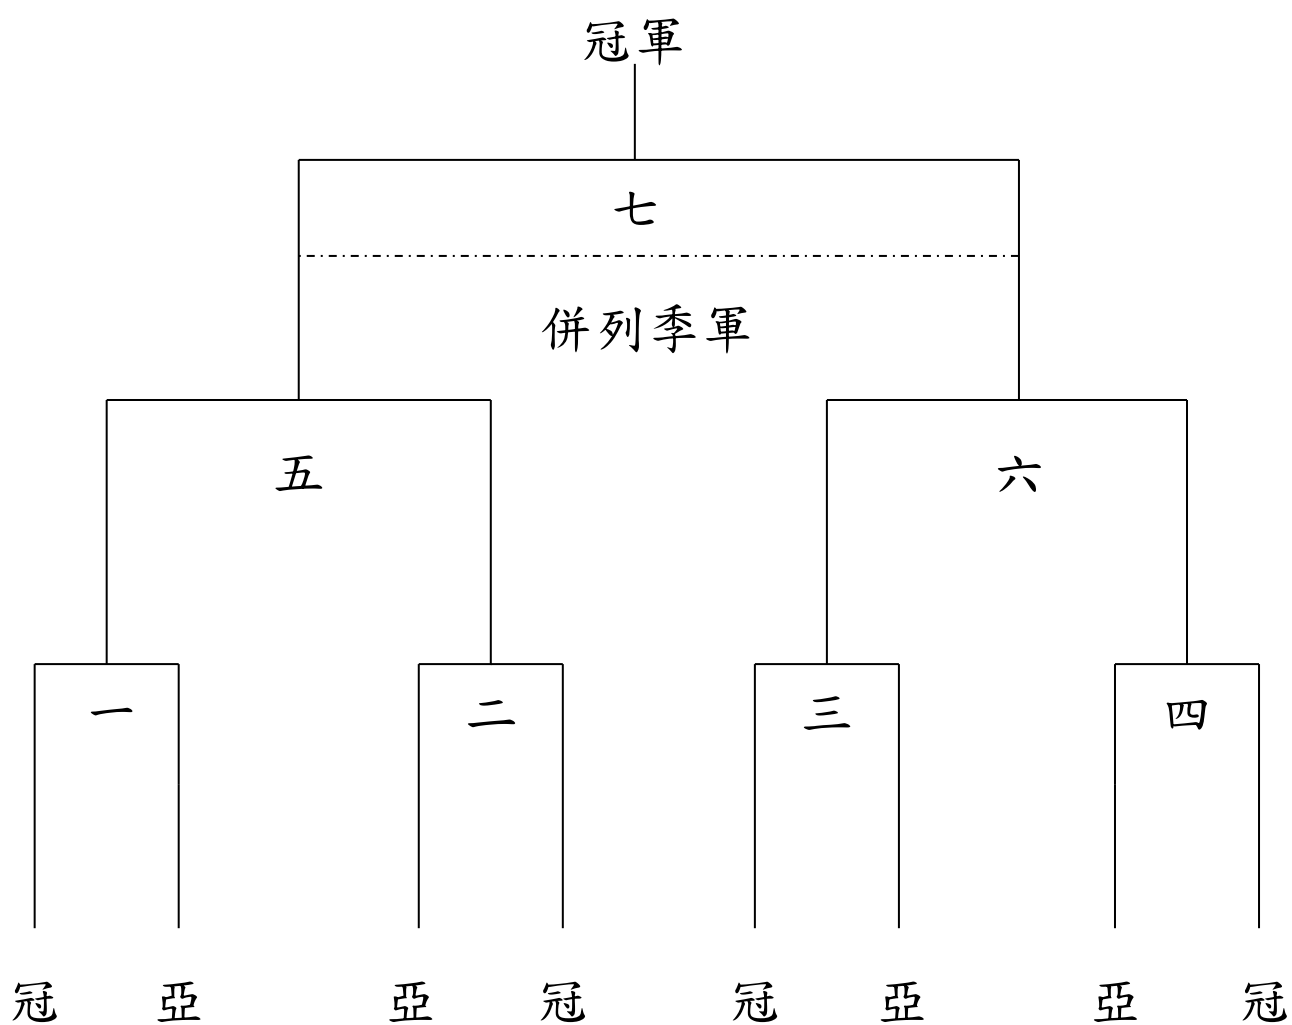 冠軍
七
併列季軍
五 六
一 二 三 四
冠 亞 亞 冠 冠 亞 亞 冠